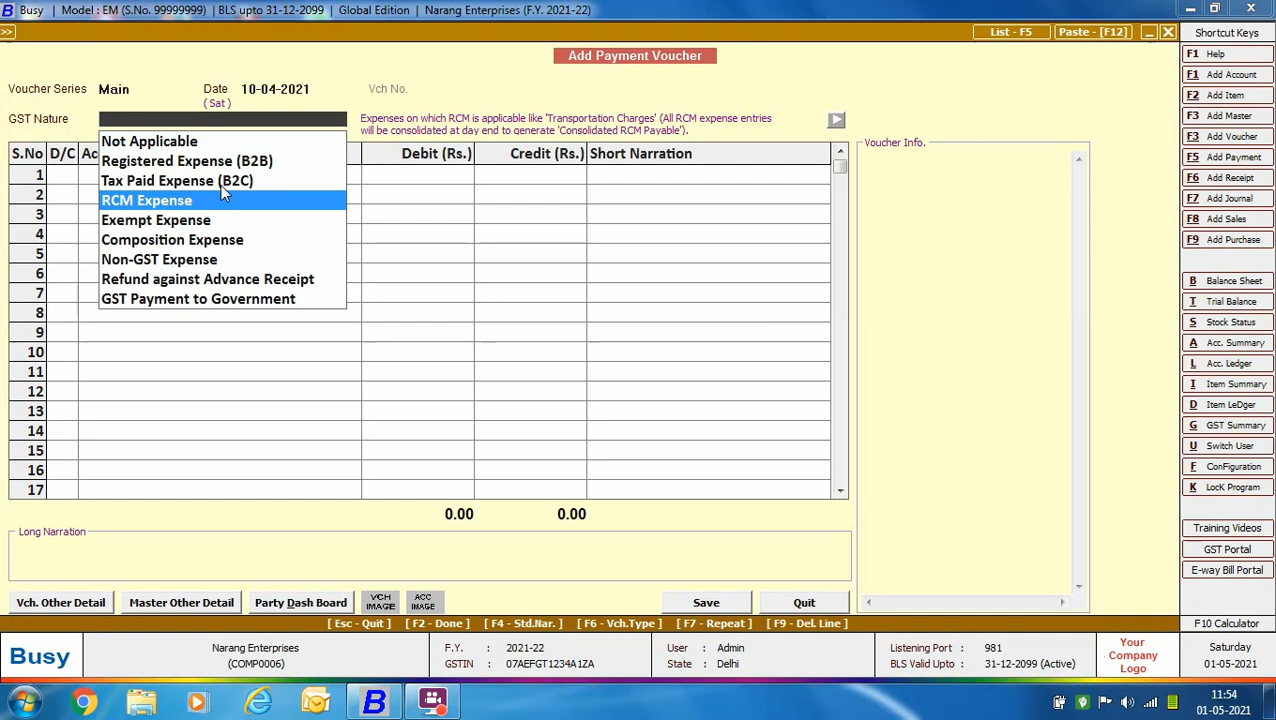 Busy
Model : EM (S.No. 99999999)
BLS upto 31-12-2099
Global Edition
Narang Enterprises (F.Y. 2021-22)
>>
List - F5
Paste - [F12]
Shortcut Keys
Add Payment Voucher
Voucher Series
Main
Date
10-04-2021
Vch No.
( Sat )
GST Nature
Expenses on which RCM is applicable like 'Transportation Charges' (All RCM expense entries
will be consolidated at day end to generate 'Consolidated RCM Payable').
Not Applicable
Registered Expense (B2B)
Tax Paid Expense (B2C)
RCM Expense
Exempt Expense
Composition Expense
Non-GST Expense
Refund against Advance Receipt
GST Payment to Government
S.No
D/C
Ac
Debit (Rs.)
Credit (Rs.)
Short Narration
Voucher Info.
1
2
3
4
5
6
7
8
9
10
11
12
13
14
15
16
17
0.00
0.00
Long Narration
Vch. Other Detail
Master Other Detail
Party Dash Board
VCH
IMAGE
ACC
IMAGE
Save
Quit
[ Esc - Quit ]
[ F2 - Done ]
[ F4 - Std.Nar. ]
[ F6 - Vch.Type ]
[ F7 - Repeat ]
[ F9 - Del. Line ]
F1 Help
F1 Add Account
F2 Add Item
F3 Add Master
F3 Add Voucher
F5 Add Payment
F6 Add Receipt
F7 Add Journal
F8 Add Sales
F9 Add Purchase
B Balance Sheet
T Trial Balance
S Stock Status
A Acc. Summary
L Acc. Ledger
I Item Summary
D Item LeDger
G GST Summary
U Switch User
F ConFiguration
K LocK Program
Training Videos
GST Portal
E-way Bill Portal
F10 Calculator
Busy
Narang Enterprises
(COMP0006)
F.Y. : 2021-22
GSTIN : 07AEFGT1234A1ZA
User : Admin
State : Delhi
Listening Port : 981
BLS Valid Upto : 31-12-2099 (Active)
Your
Company
Logo
Saturday
01-05-2021
11:54
01-05-2021